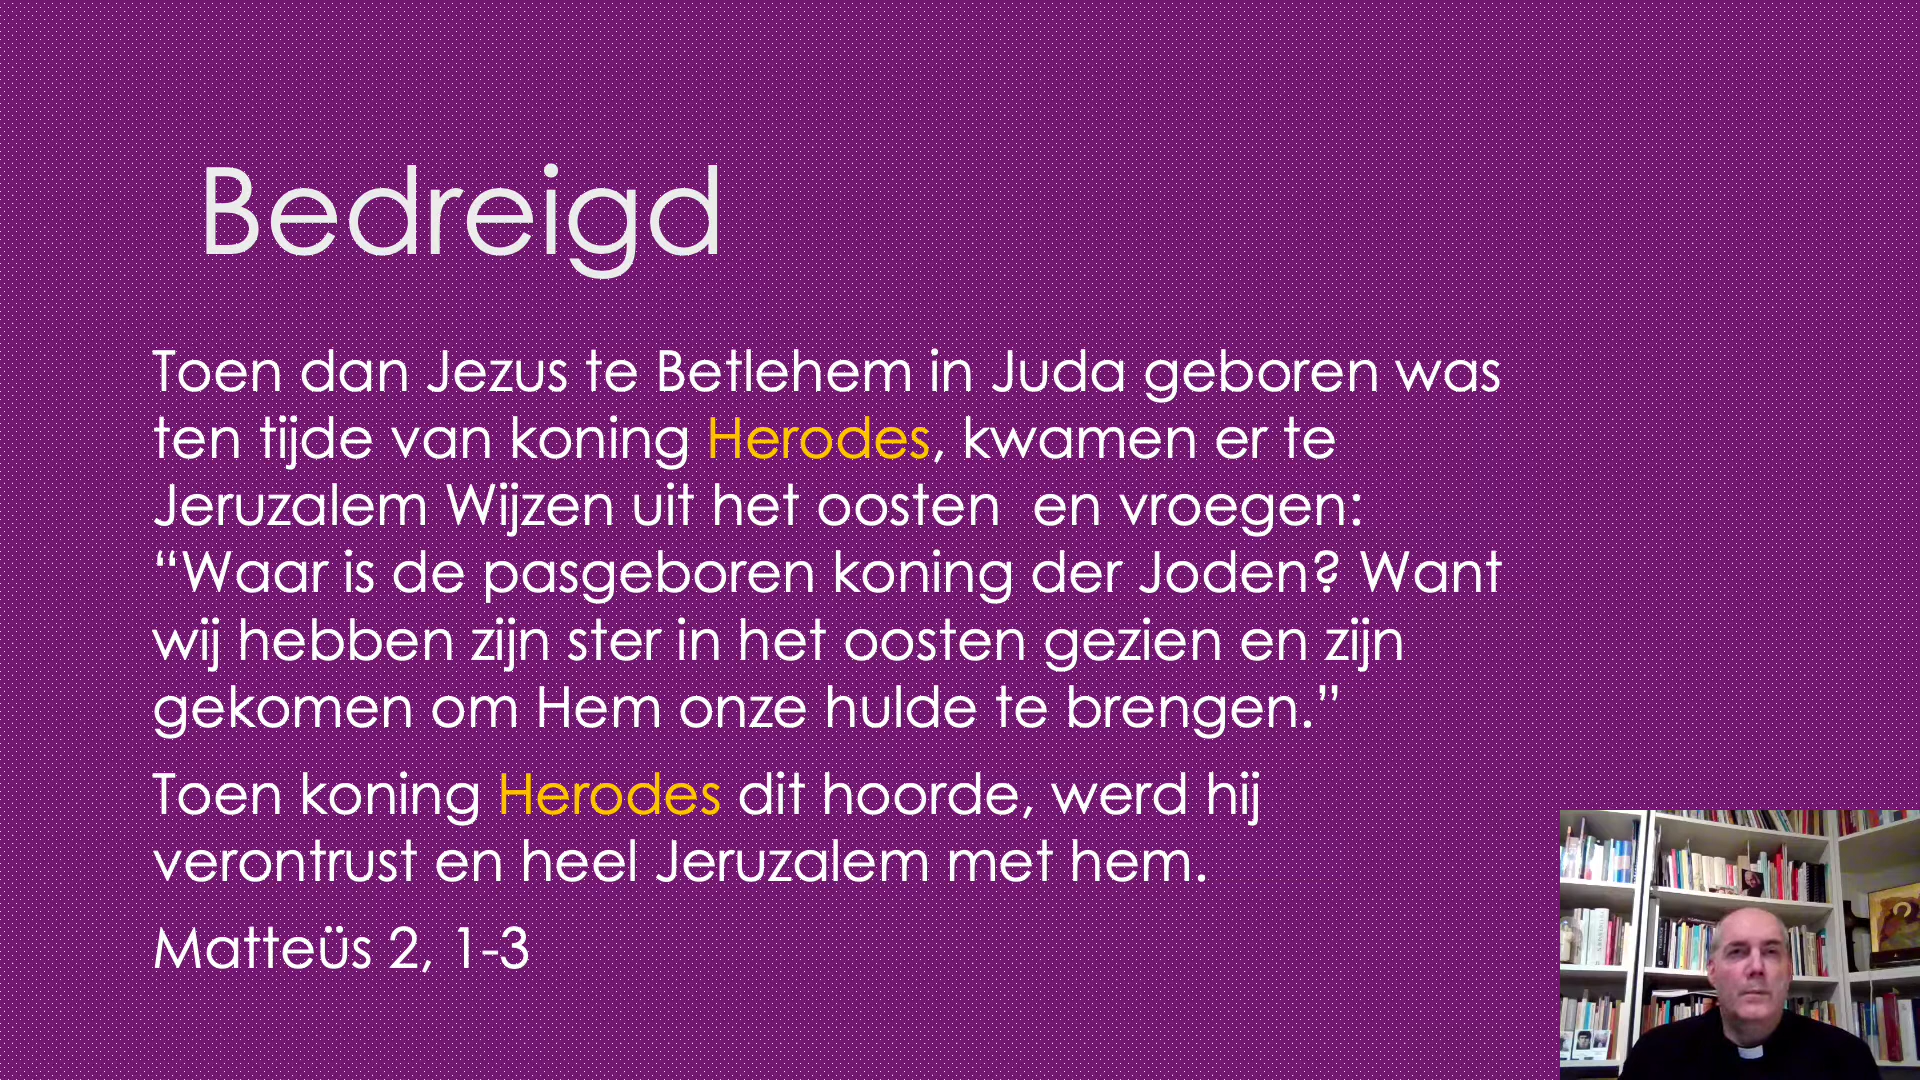 Bedreigd
Toen dan Jezus te Betlehem in Juda geboren was
ten tijde van koning Herodes, kwamen er te
Jeruzalem Wijzen uit het oosten  en vroegen:
“Waar is de pasgeboren koning der Joden? Want
wij hebben zijn ster in het oosten gezien en zijn
gekomen om Hem onze hulde te brengen.”
Toen koning Herodes dit hoorde, werd hij
verontrust en heel Jeruzalem met hem.
Matteüs 2, 1-3